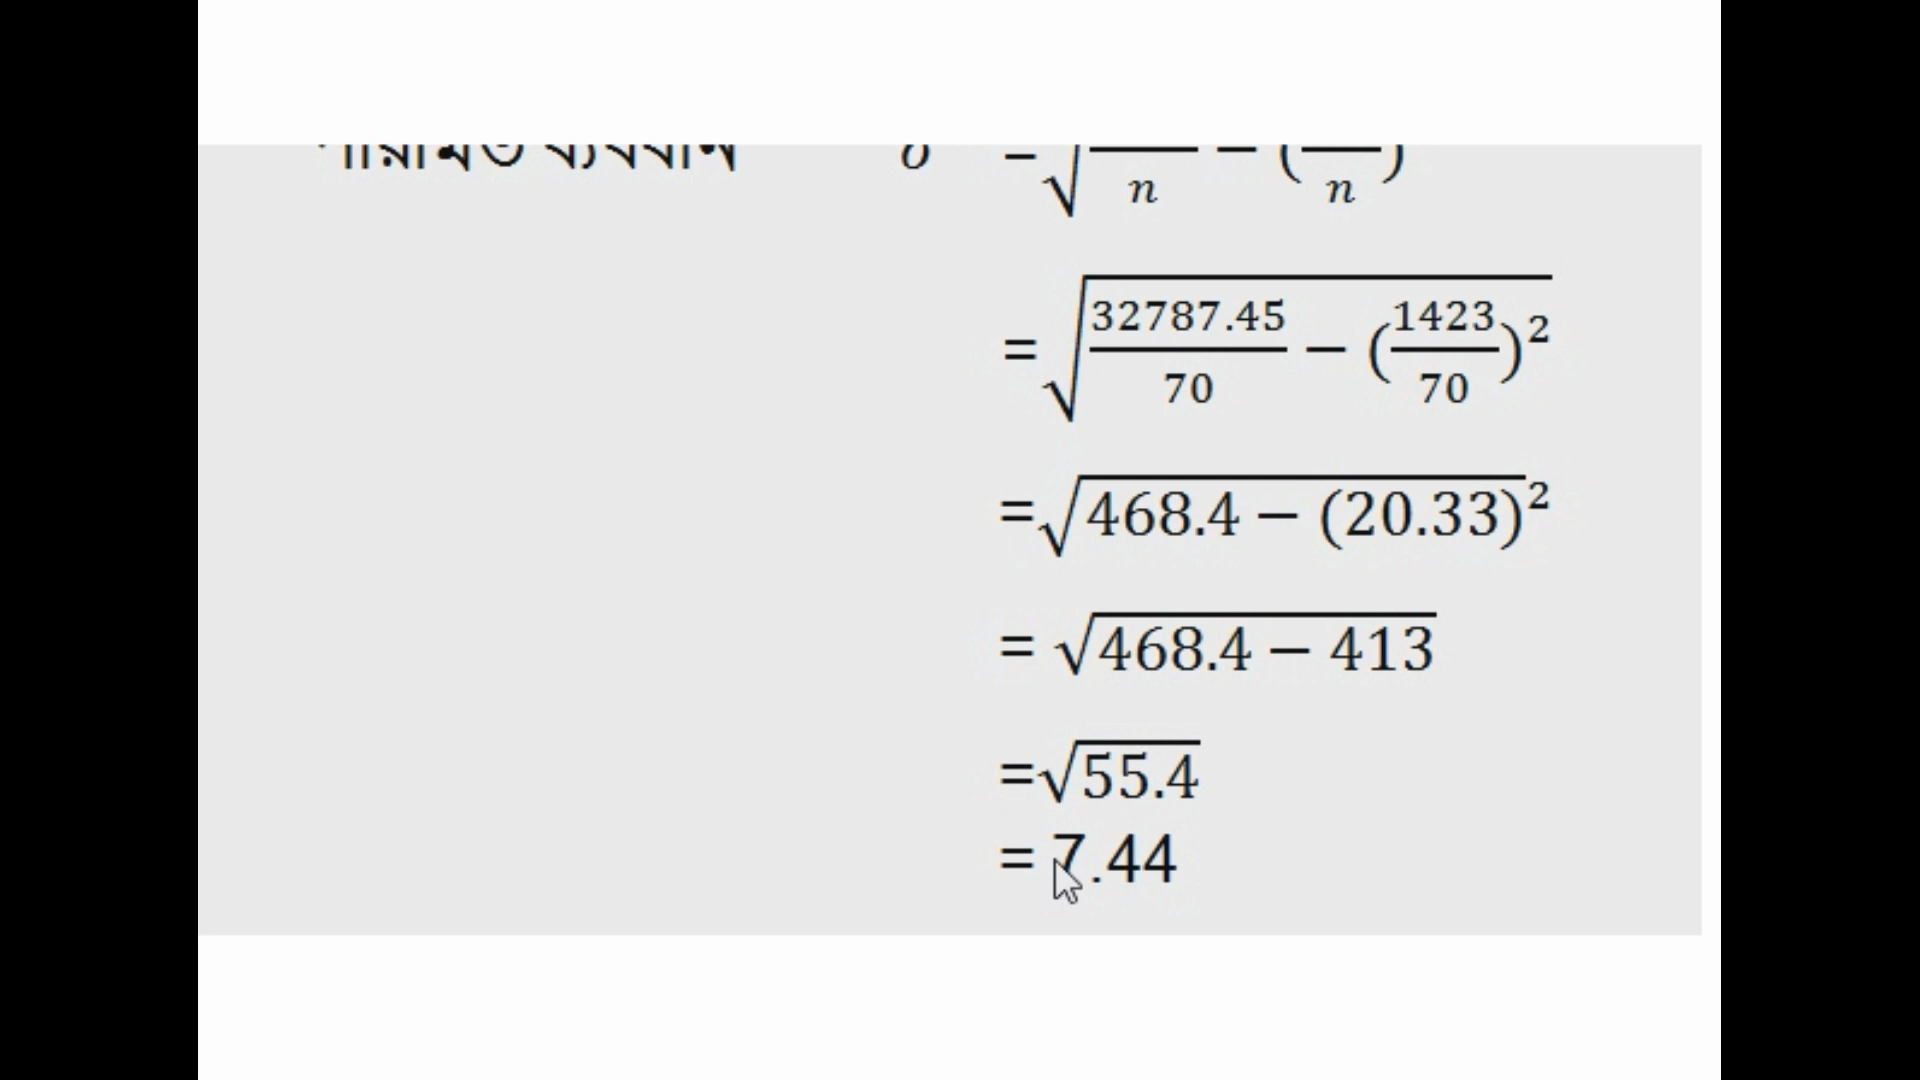 σ = √ n − ( n )
= √32787.45/70 − (1423/70)²
= √468.4 − (20.33)²
= √468.4 − 413
= √55.4
= 7.44